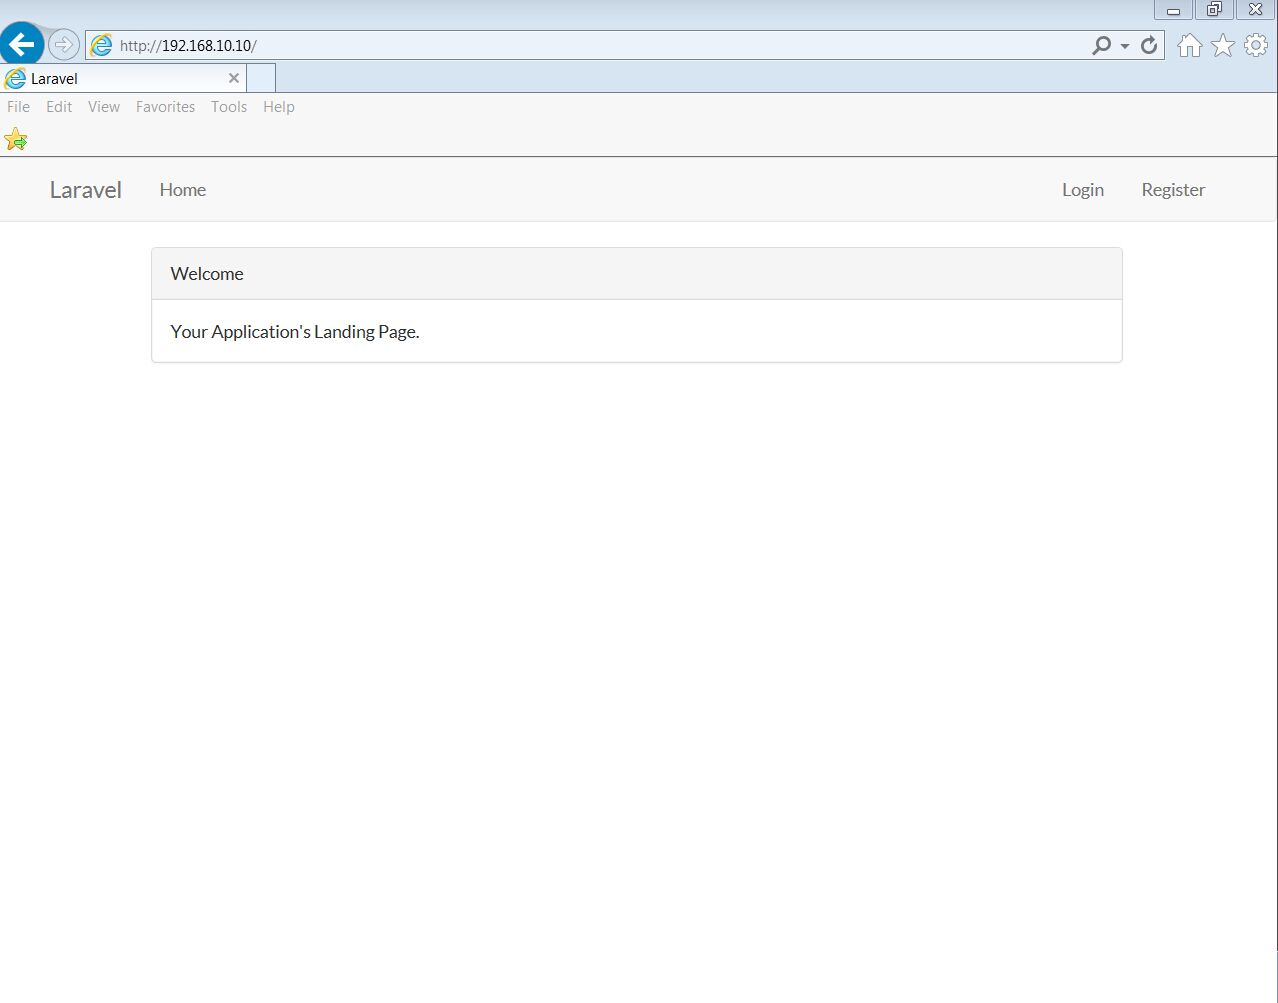 http://192.168.10.10/
Laravel
File Edit View Favorites Tools Help
Laravel Home Login Register
Welcome
Your Application's Landing Page.